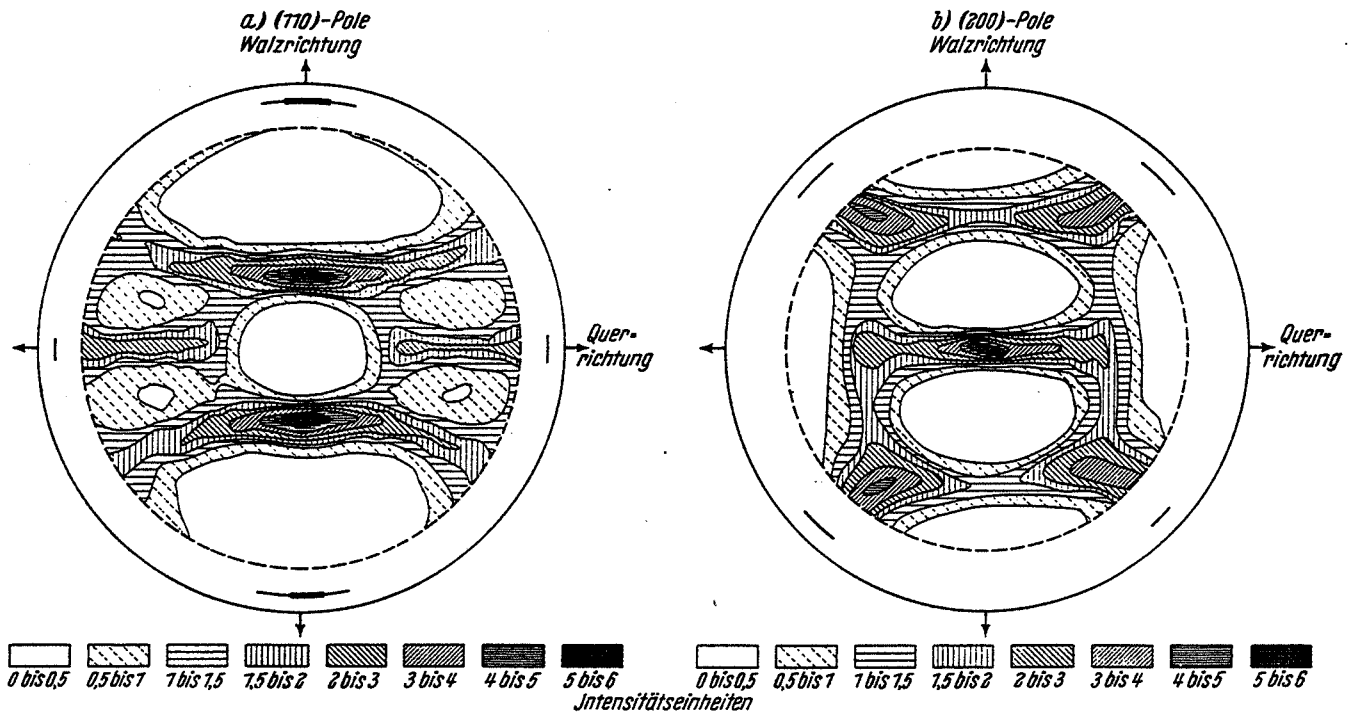 a.) (110)-Pole
Walzrichtung
b) (200)-Pole
Walzrichtung
Quer-
richtung
Quer-
richtung
0 bis 0,5
0,5 bis 1
1 bis 1,5
1,5 bis 2
2 bis 3
3 bis 4
4 bis 5
5 bis 6
0 bis 0,5
0,5 bis 1
1 bis 1,5
1,5 bis 2
2 bis 3
3 bis 4
4 bis 5
5 bis 6
Jntensitätseinheiten